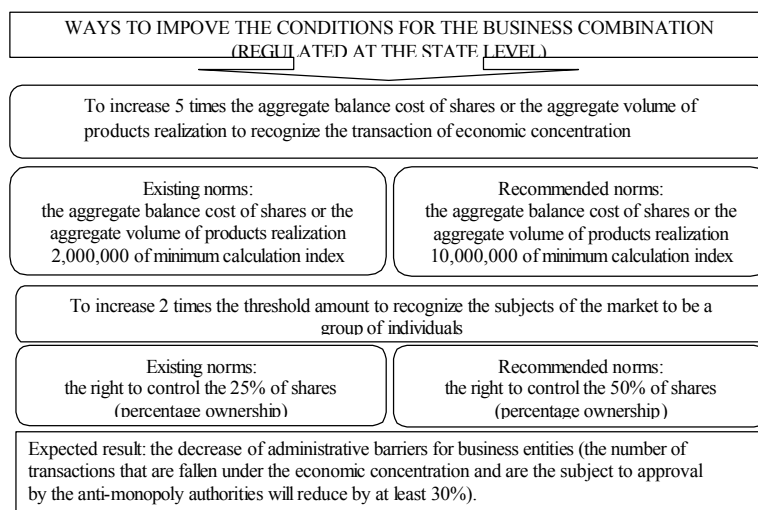 WAYS TO IMPOVE THE CONDITIONS FOR THE BUSINESS COMBINATION
(REGULATED AT THE STATE LEVEL)
To increase 5 times the aggregate balance cost of shares or the aggregate volume of
products realization to recognize the transaction of economic concentration
Existing norms:
the aggregate balance cost of shares or the
aggregate volume of products realization
2,000,000 of minimum calculation index
Recommended norms:
the aggregate balance cost of shares or the
aggregate volume of products realization
10,000,000 of minimum calculation index
To increase 2 times the threshold amount to recognize the subjects of the market to be a
group of individuals
Existing norms:
the right to control the 25% of shares
(percentage ownership)
Recommended norms:
the right to control the 50% of shares
(percentage ownership)
Expected result: the decrease of administrative barriers for business entities (the number of
transactions that are fallen under the economic concentration and are the subject to approval
by the anti-monopoly authorities will reduce by at least 30%).